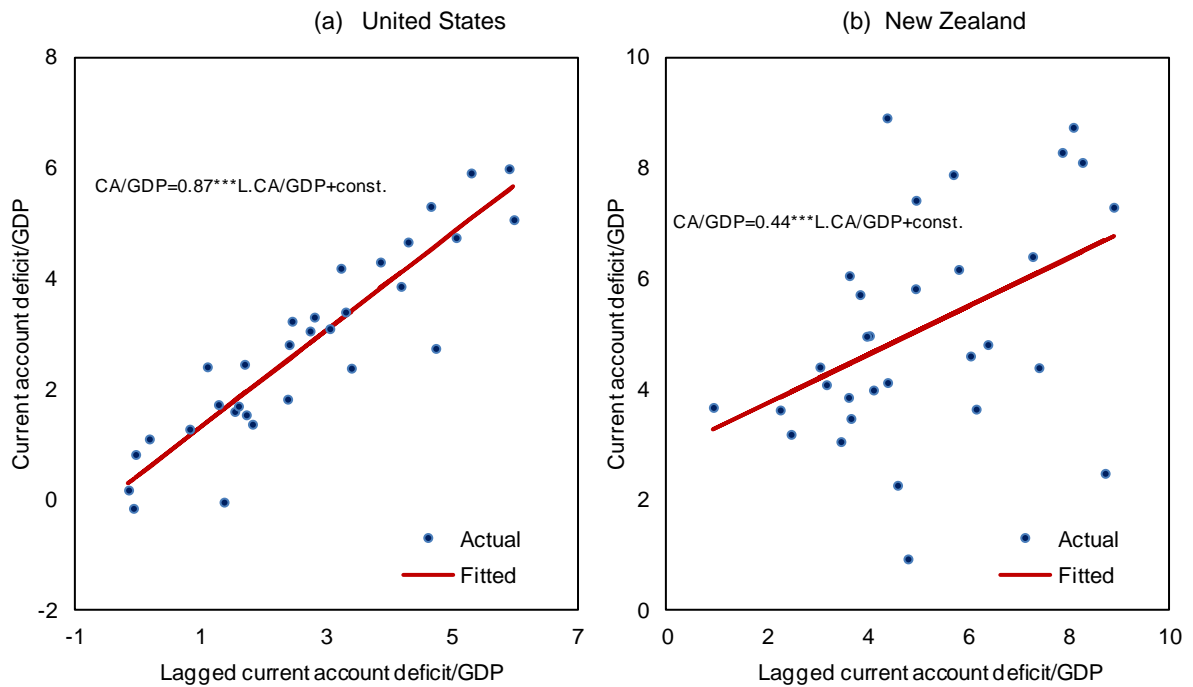 (a) United States
8
6
4
2
0
-2
-1
1
3
5
7
Current account deficit/GDP
CA/GDP=0.87***L.CA/GDP+const.
Actual
Fitted
Lagged current account deficit/GDP
(b) New Zealand
10
8
6
4
2
0
0
2
4
6
8
10
Current account deficit/GDP
CA/GDP=0.44***L.CA/GDP+const.
Actual
Fitted
Lagged current account deficit/GDP